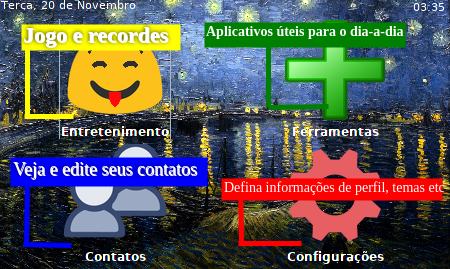 Terça, 20 de Novembro 03:35
Jogo e recordes
Aplicativos úteis para o dia-a-dia
Entretenimento
Ferramentas
Veja e edite seus contatos
Defina informações de perfil, temas etc
Contatos
Configurações